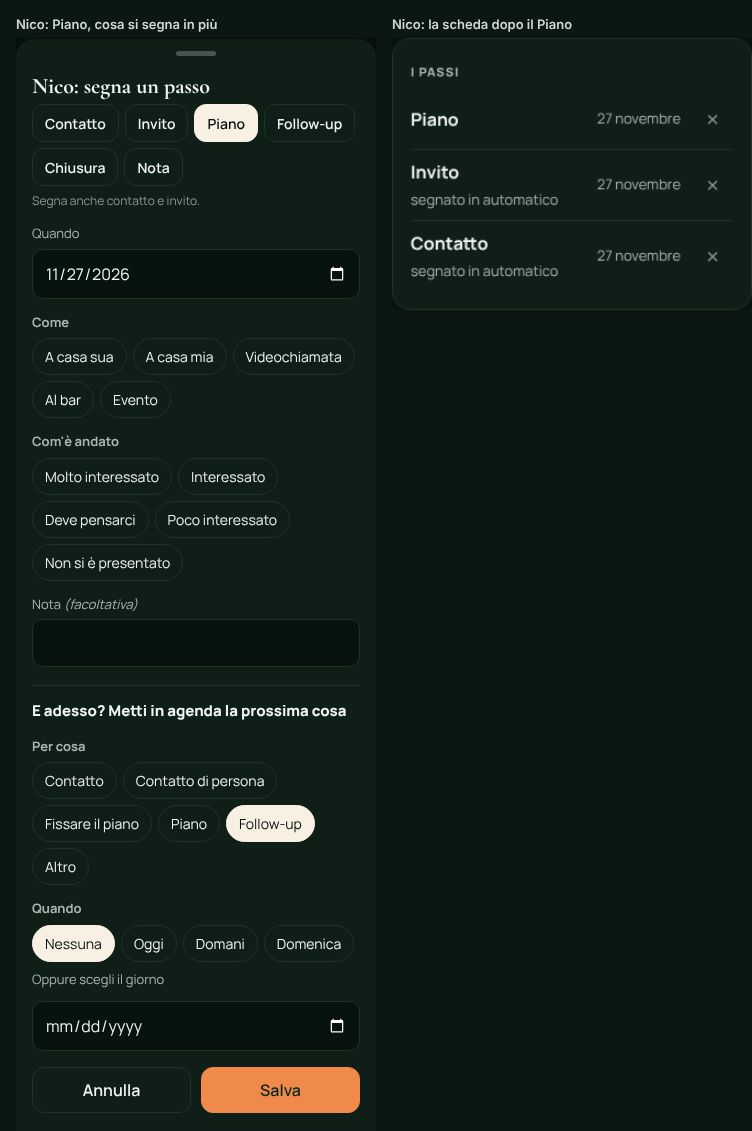 Nico: Piano, cosa si segna in più
Nico: segna un passo
Contatto Invito Piano Follow-up
Chiusura Nota
Segna anche contatto e invito.
Quando
11/27/2026
Come
A casa sua A casa mia Videochiamata
Al bar Evento
Com'è andato
Molto interessato Interessato
Deve pensarci Poco interessato
Non si è presentato
Nota (facoltativa)
E adesso? Metti in agenda la prossima cosa
Per cosa
Contatto Contatto di persona
Fissare il piano Piano Follow-up
Altro
Quando
Nessuna Oggi Domani Domenica
Oppure scegli il giorno
mm/dd/yyyy
Annulla Salva
Nico: la scheda dopo il Piano
I PASSI
Piano 27 novembre ×
Invito 27 novembre ×
segnato in automatico
Contatto 27 novembre ×
segnato in automatico